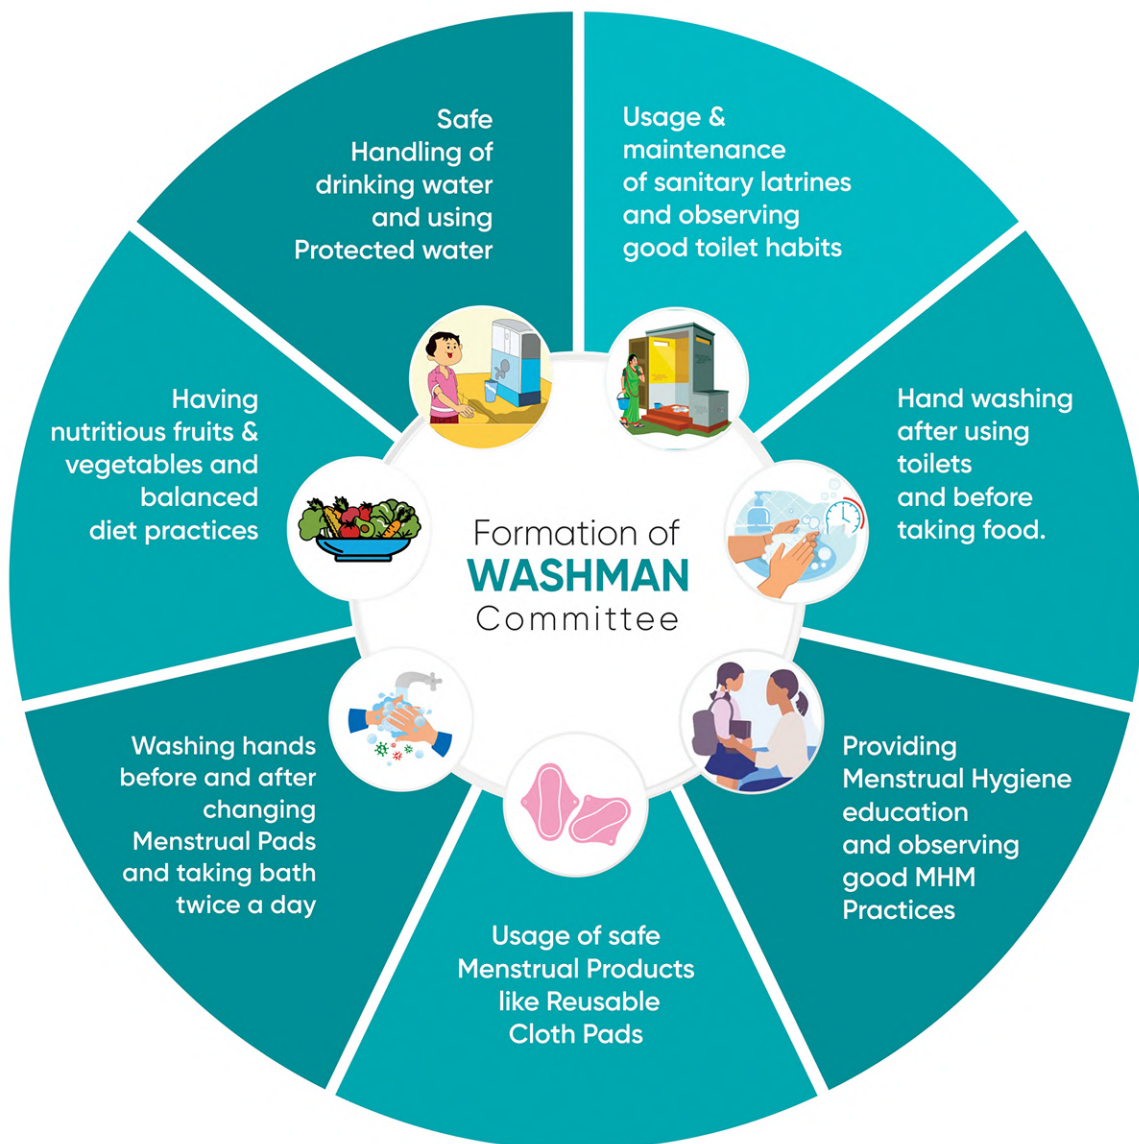 Formation of
WASHMAN
Committee
Usage &
maintenance
of sanitary latrines
and observing
good toilet habits
Hand washing
after using
toilets
and before
taking food.
Providing
Menstrual Hygiene
education
and observing
good MHM
Practices
Usage of safe
Menstrual Products
like Reusable
Cloth Pads
Washing hands
before and after
changing
Menstrual Pads
and taking bath
twice a day
Having
nutritious fruits &
vegetables and
balanced
diet practices
Safe
Handling of
drinking water
and using
Protected water